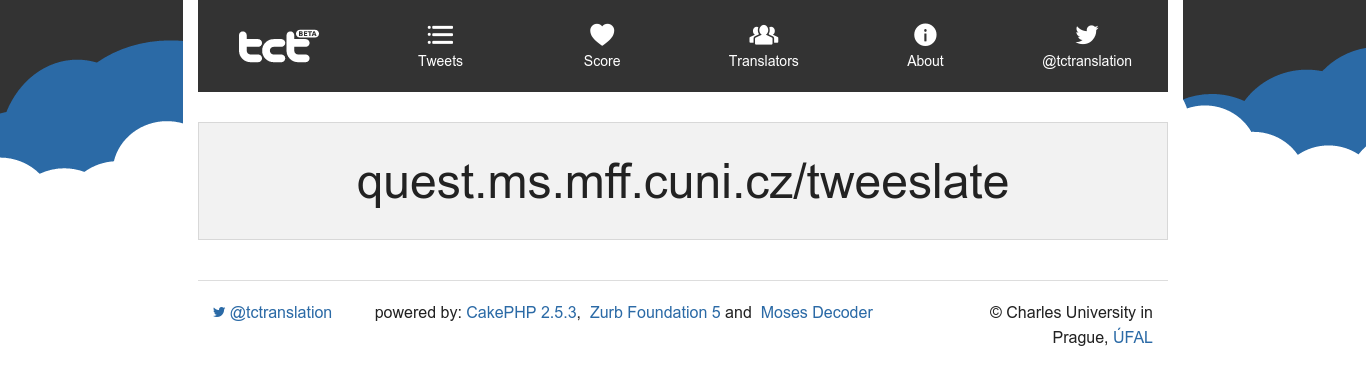 tct BETA
Tweets Score Translators About @tctranslation
quest.ms.mff.cuni.cz/tweeslate
@tctranslation powered by: CakePHP 2.5.3, Zurb Foundation 5 and Moses Decoder © Charles University in
Prague, ÚFAL